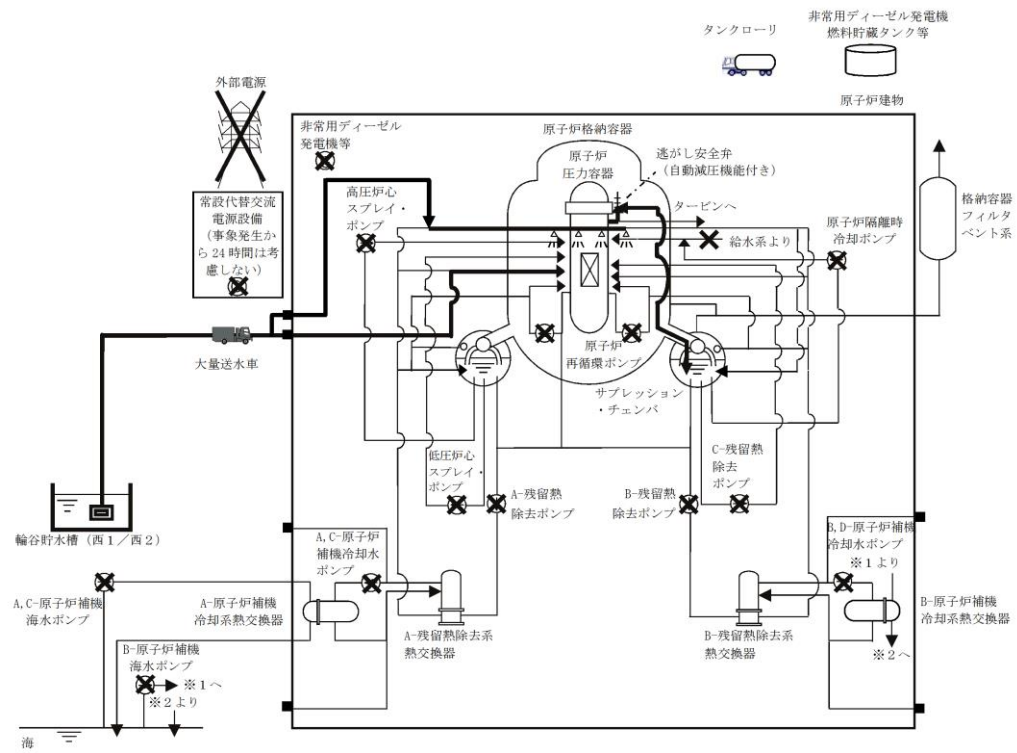 タンクローリ
非常用ディーゼル発電機
燃料貯蔵タンク等
外部電源
原子炉建物
非常用ディーゼル
発電機等
原子炉格納容器
原子炉
圧力容器
逃がし安全弁
(自動減圧機能付き)
高圧炉心
スプレイ・
ポンプ
常設代替交流
電源設備
(事象発生か
ら24時間は考
慮しない)
タービンへ
給水系より
原子炉隔離時
冷却ポンプ
格納容器
フィルタ
ベント系
大量送水車
原子炉
再循環ポンプ
サプレッション
・チェンバ
低圧炉心
スプレイ・
ポンプ
A-残留熱
除去ポンプ
B-残留熱
除去ポンプ
C-残留熱
除去
ポンプ
輪谷貯水槽(西1/西2)
A,C-原子炉
補機冷却水
ポンプ
B,D-原子炉補機
冷却水ポンプ
※1より
A,C-原子炉補機
海水ポンプ
A-原子炉補機
冷却系熱交換器
A-残留熱除去系
熱交換器
B-残留熱除去系
熱交換器
B-原子炉補機
冷却系熱交換器
※2へ
B-原子炉補機
海水ポンプ
※1へ
※2より
海